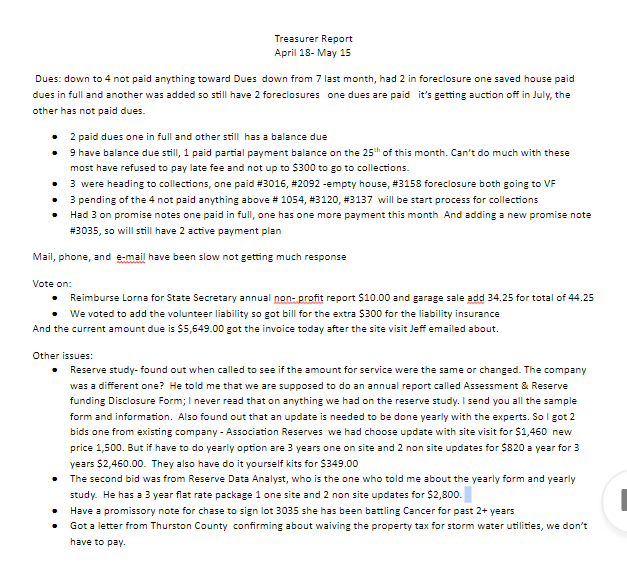 Treasurer Report
April 18- May 15
Dues: down to 4 not paid anything toward Dues down from 7 last month, had 2 in foreclosure one saved house paid
dues in full and another was added so still have 2 foreclosures one dues are paid it's getting auction off in July, the
other has not paid dues.
• 2 paid dues one in full and other still has a balance due
• 9 have balance due still, 1 paid partial payment balance on the 25th of this month. Can't do much with these
most have refused to pay late fee and not up to $300 to go to collections.
• 3 were heading to collections, one paid #3016, #2092 -empty house, #3158 foreclosure both going to VF
• 3 pending of the 4 not paid anything above # 1054, #3120, #3137 will be start process for collections
• Had 3 on promise notes one paid in full, one has one more payment this month And adding a new promise note
#3035, so will still have 2 active payment plan
Mail, phone, and e-mail have been slow not getting much response
Vote on:
• Reimburse Lorna for State Secretary annual non- profit report $10.00 and garage sale add 34.25 for total of 44.25
• We voted to add the volunteer liability so got bill for the extra $300 for the liability insurance
And the current amount due is $5,649.00 got the invoice today after the site visit Jeff emailed about.
Other issues:
• Reserve study- found out when called to see if the amount for service were the same or changed. The company
was a different one? He told me that we are supposed to do an annual report called Assessment & Reserve
funding Disclosure Form; I never read that on anything we had on the reserve study. I send you all the sample
form and information. Also found out that an update is needed to be done yearly with the experts. So I got 2
bids one from existing company - Association Reserves we had choose update with site visit for $1,460 new
price 1,500. But if have to do yearly option are 3 years one on site and 2 non site updates for $820 a year for 3
years $2,460.00. They also have do it yourself kits for $349.00
• The second bid was from Reserve Data Analyst, who is the one who told me about the yearly form and yearly
study. He has a 3 year flat rate package 1 one site and 2 non site updates for $2,800.
• Have a promissory note for chase to sign lot 3035 she has been battling Cancer for past 2+ years
• Got a letter from Thurston County confirming about waiving the property tax for storm water utilities, we don't
have to pay.